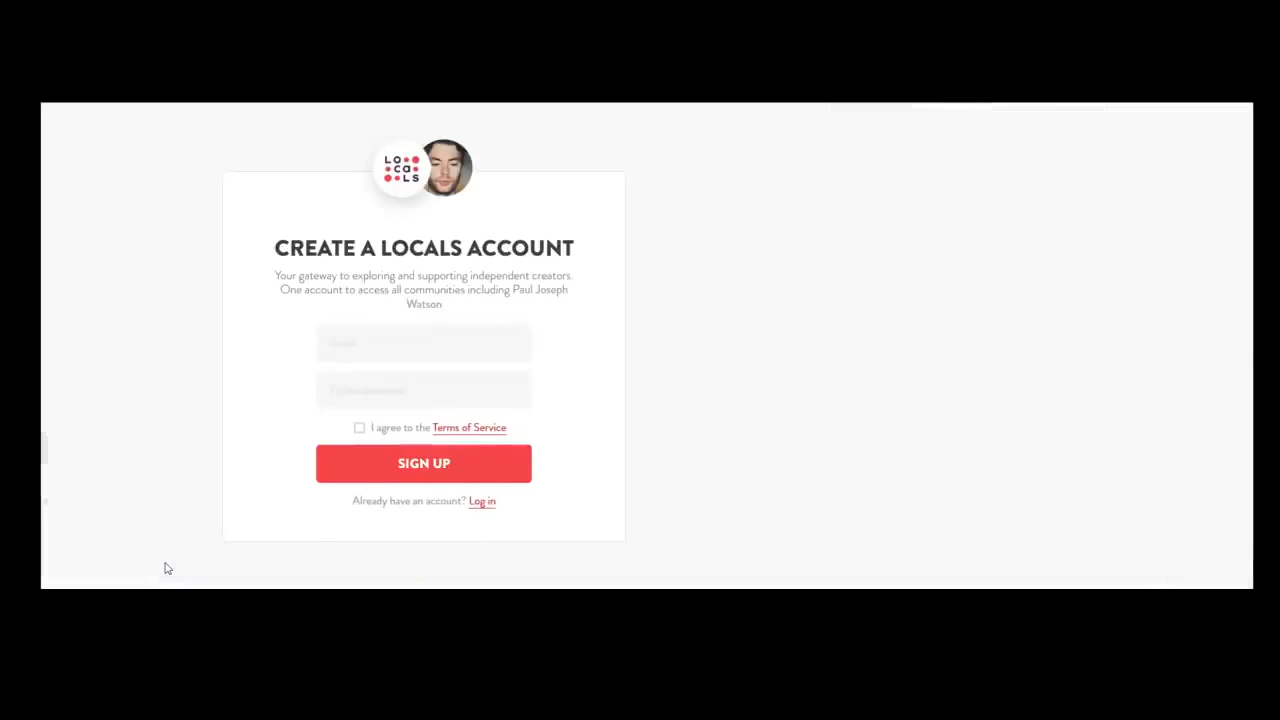 LO
CA
LS
CREATE A LOCALS ACCOUNT
Your gateway to exploring and supporting independent creators.
One account to access all communities including Paul Joseph
Watson
I agree to the Terms of Service
SIGN UP
Already have an account? Log in